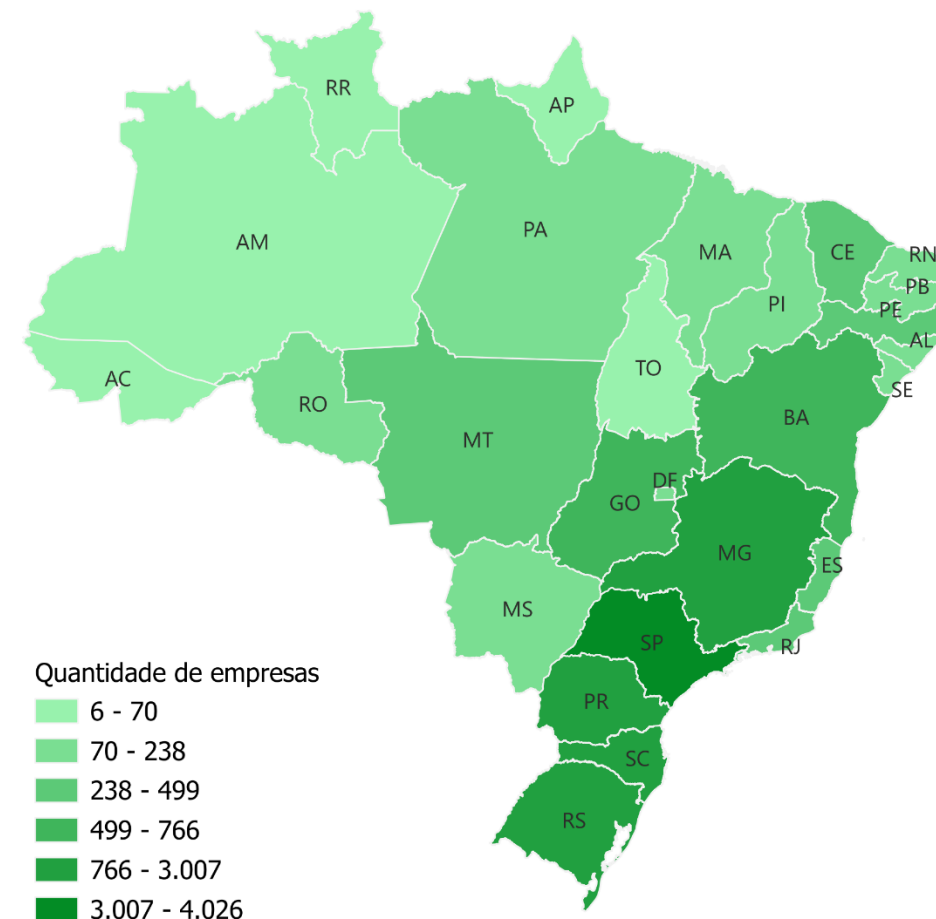 RR
AP
AM
PA
MA
CE
RN
PB
PI
PE
AL
TO
AC
SE
RO
BA
MT
DF
GO
MG
ES
MS
SP
RJ
PR
SC
RS
Quantidade de empresas
6 - 70
70 - 238
238 - 499
499 - 766
766 - 3.007
3.007 - 4.026